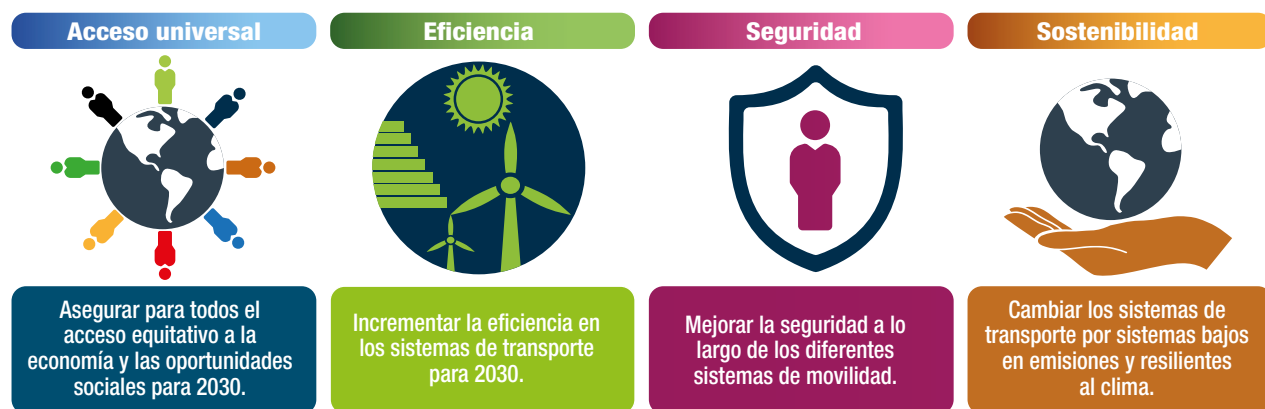 Acceso universal
Asegurar para todos el
acceso equitativo a la
economía y las oportunidades
sociales para 2030.
Eficiencia
Incrementar la eficiencia en
los sistemas de transporte
para 2030.
Seguridad
Mejorar la seguridad a lo
largo de los diferentes
sistemas de movilidad.
Sostenibilidad
Cambiar los sistemas de
transporte por sistemas bajos
en emisiones y resilientes
al clima.